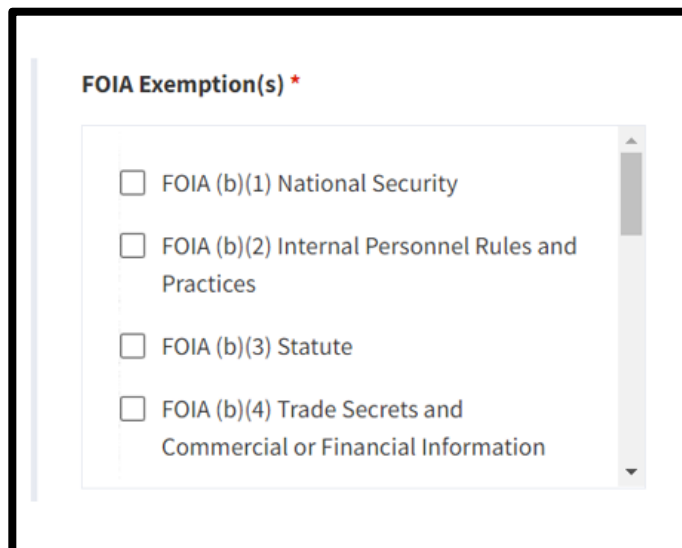 FOIA Exemption(s) *
FOIA (b)(1) National Security
FOIA (b)(2) Internal Personnel Rules and
Practices
FOIA (b)(3) Statute
FOIA (b)(4) Trade Secrets and
Commercial or Financial Information